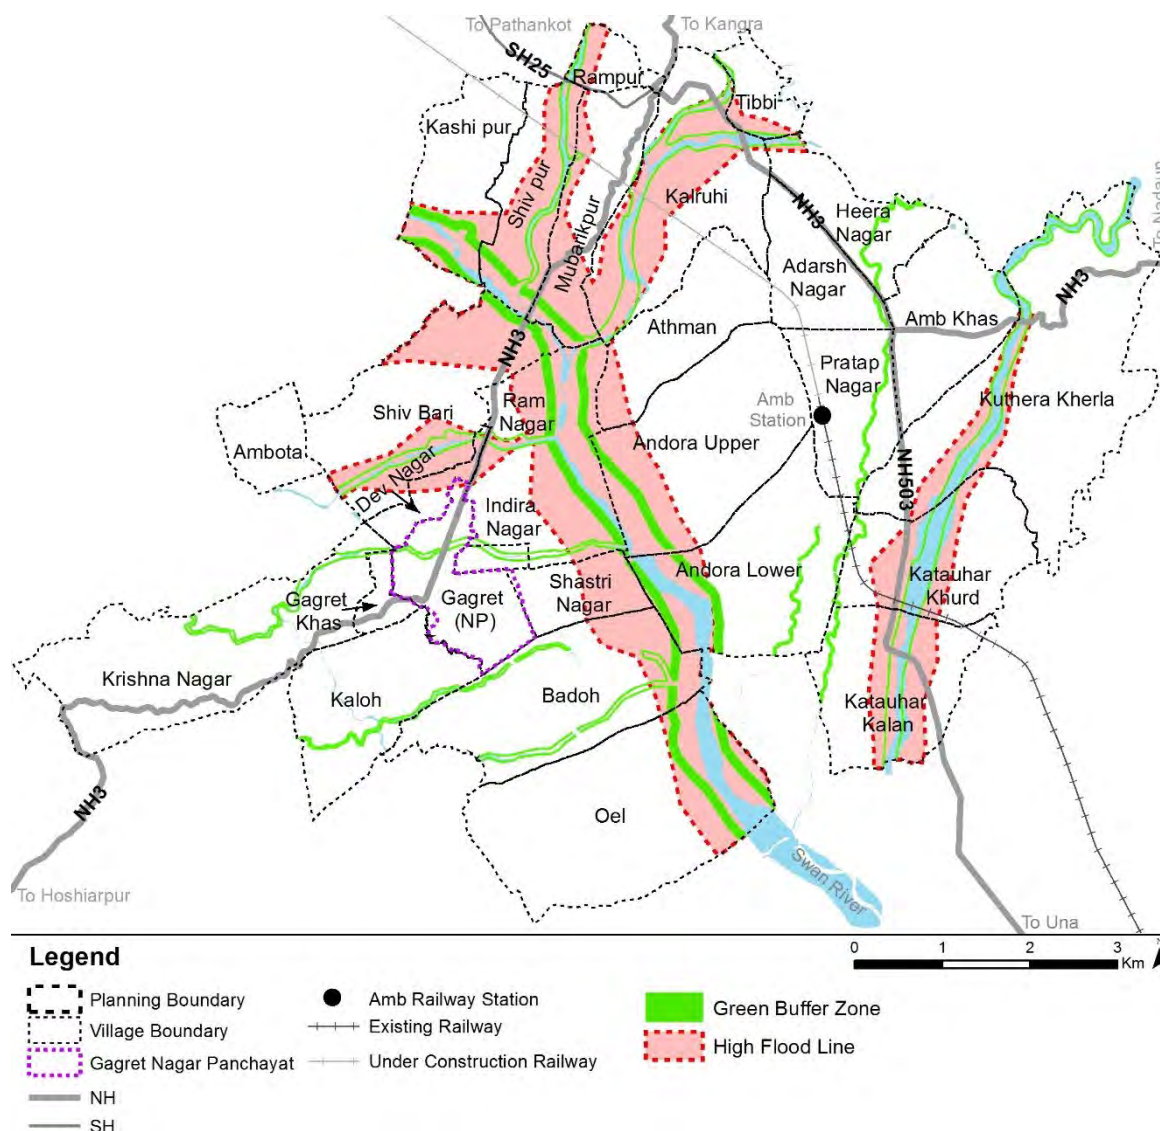 To Pathankot
To Kangra
SH25
Rampur
Tibbi
Kashi pur
Shiv pur
Kalruhi
NH3
Heera
Nagar
To Nadaun
Mubarikpur
Adarsh
Nagar
NH3
Amb Khas
Athman
NH3
Pratap
Nagar
Amb
Station
Kuthera Kherla
Shiv Bari
Ram
Nagar
Ambota
Andora Upper
Dev Nagar
NH503
Indira
Nagar
Andora Lower
Katauhar
Khurd
Shastri
Nagar
Gagret
Khas
Gagret
(NP)
Krishna Nagar
Kaloh
Badoh
Katauhar
Kalan
NH3
Oel
Swan River
To Hoshiarpur
To Una
Legend
Planning Boundary
Village Boundary
Gagret Nagar Panchayat
NH
SH
Amb Railway Station
Existing Railway
Under Construction Railway
Green Buffer Zone
High Flood Line
0 1 2 3
Km